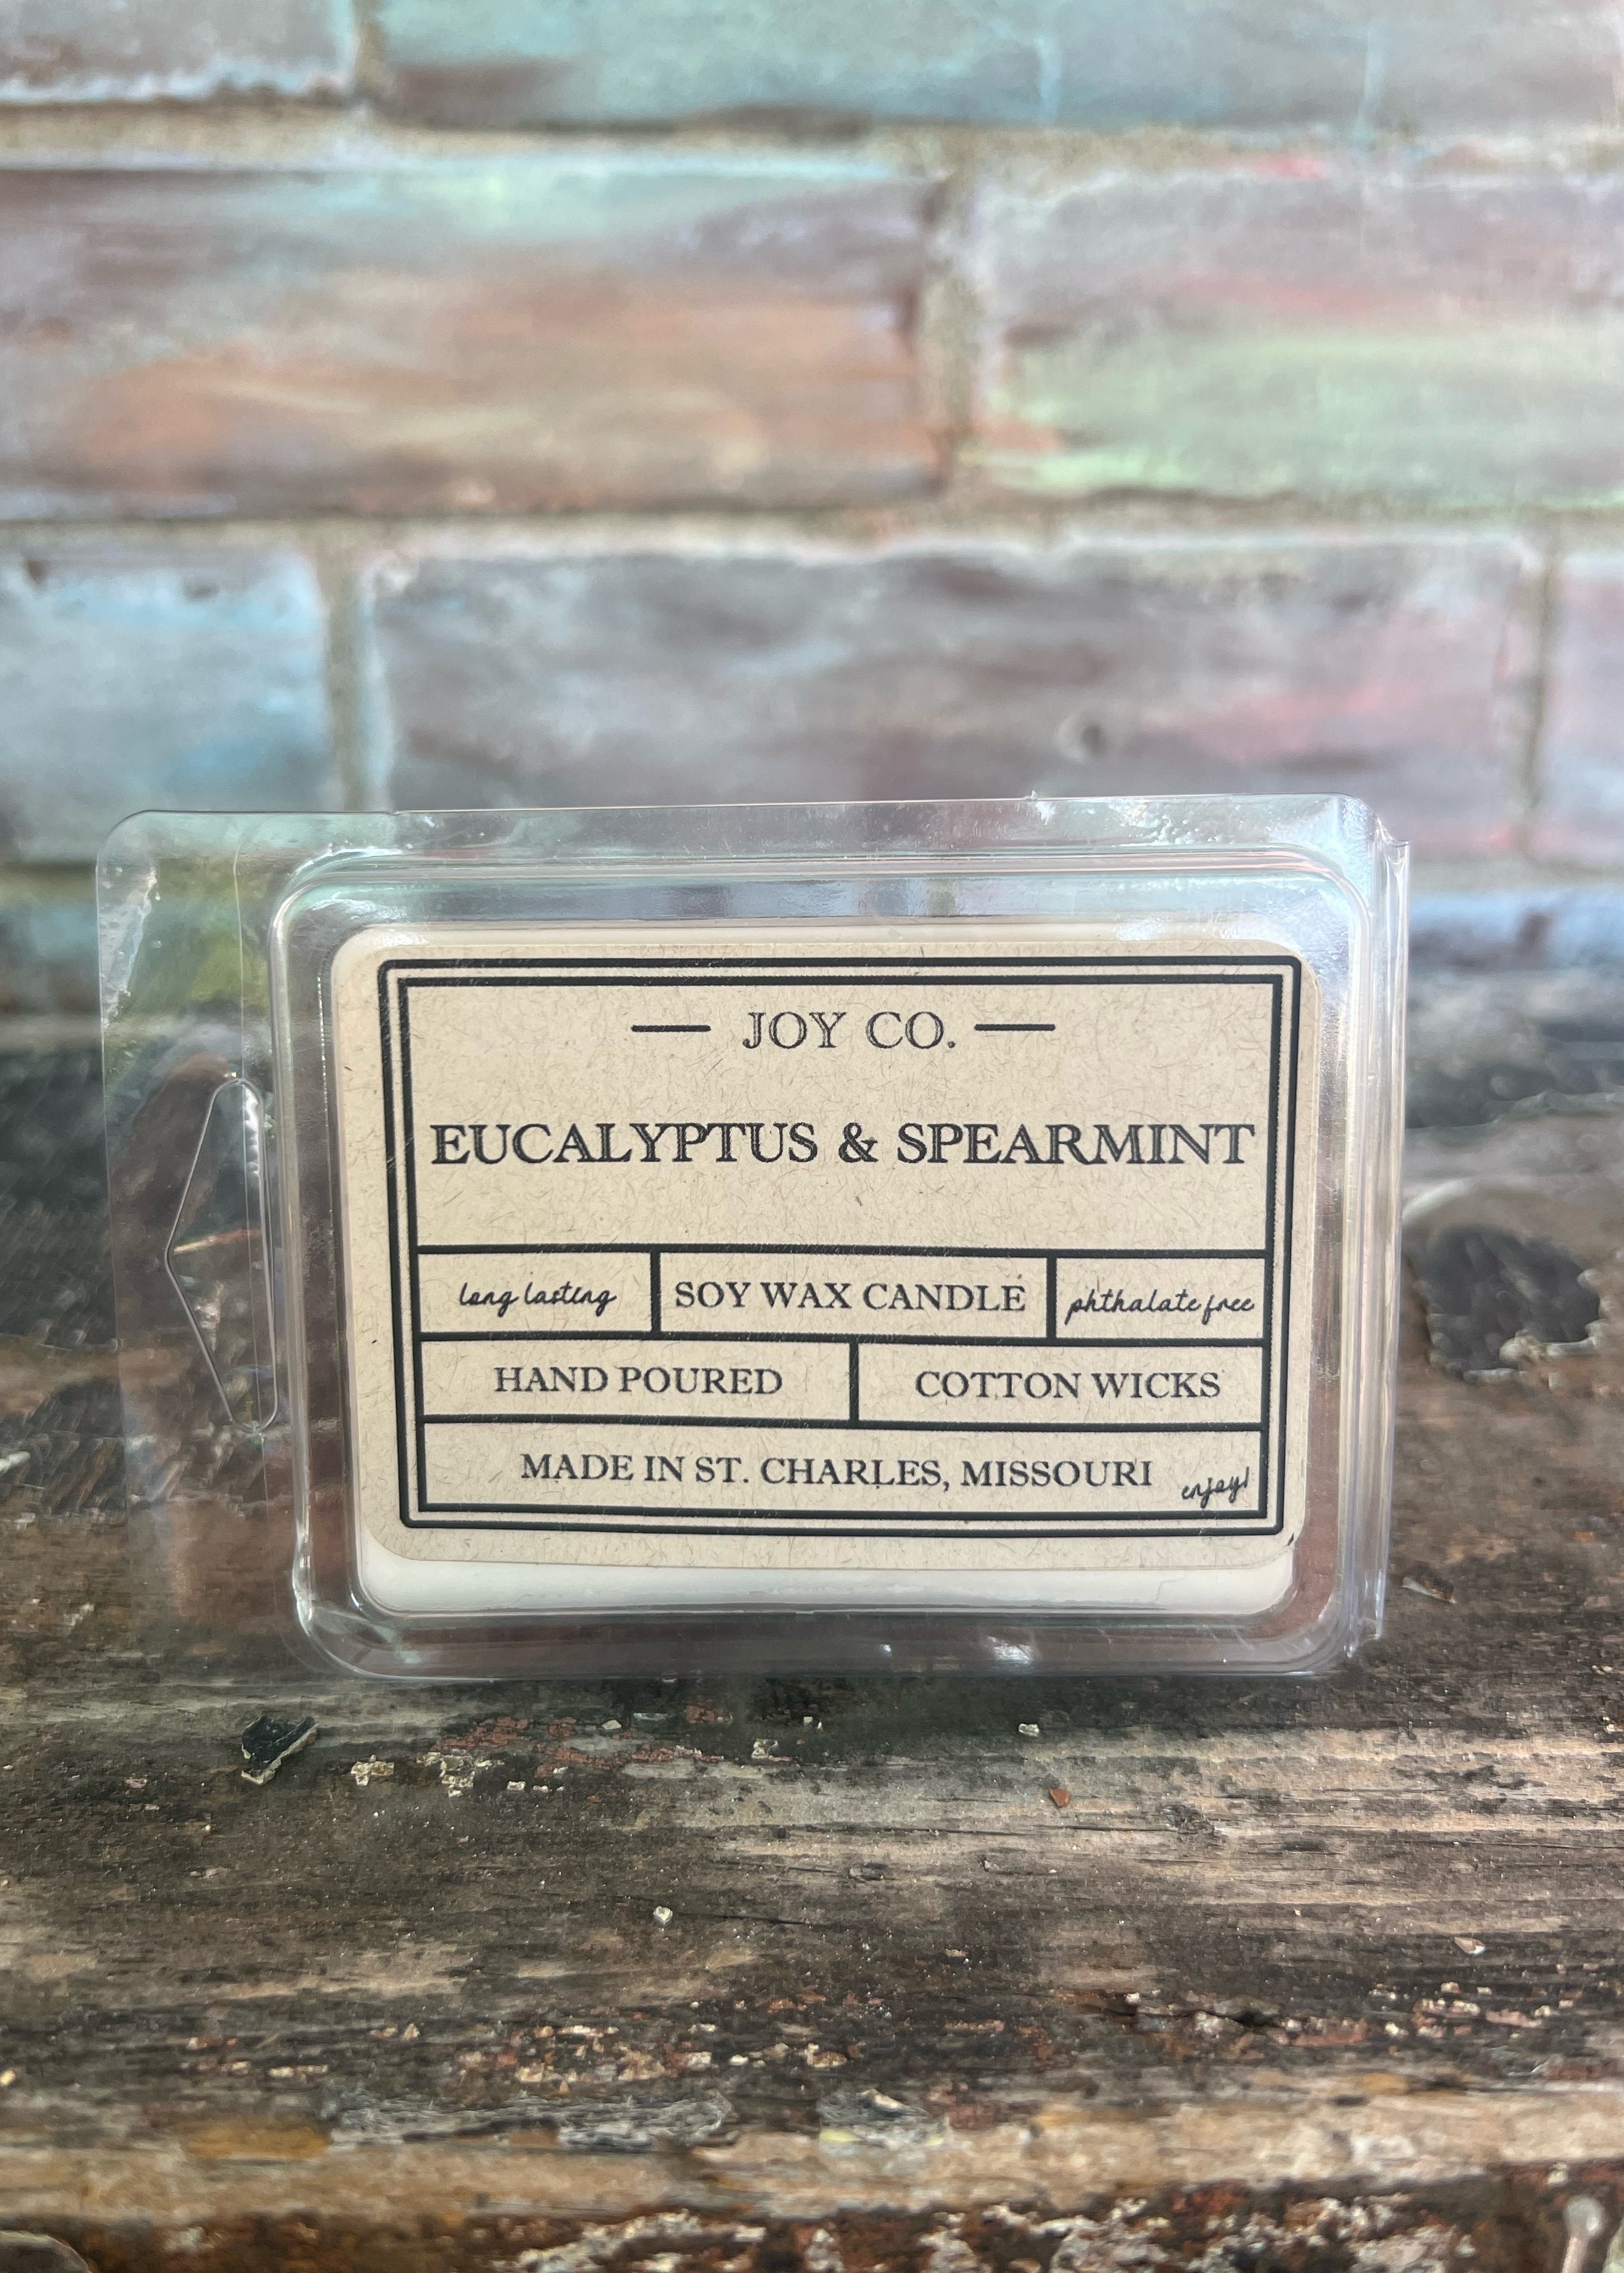 — JOY CO. —
EUCALYPTUS & SPEARMINT
long lasting SOY WAX CANDLE phthalate free
HAND POURED COTTON WICKS
MADE IN ST. CHARLES, MISSOURI enjoy!